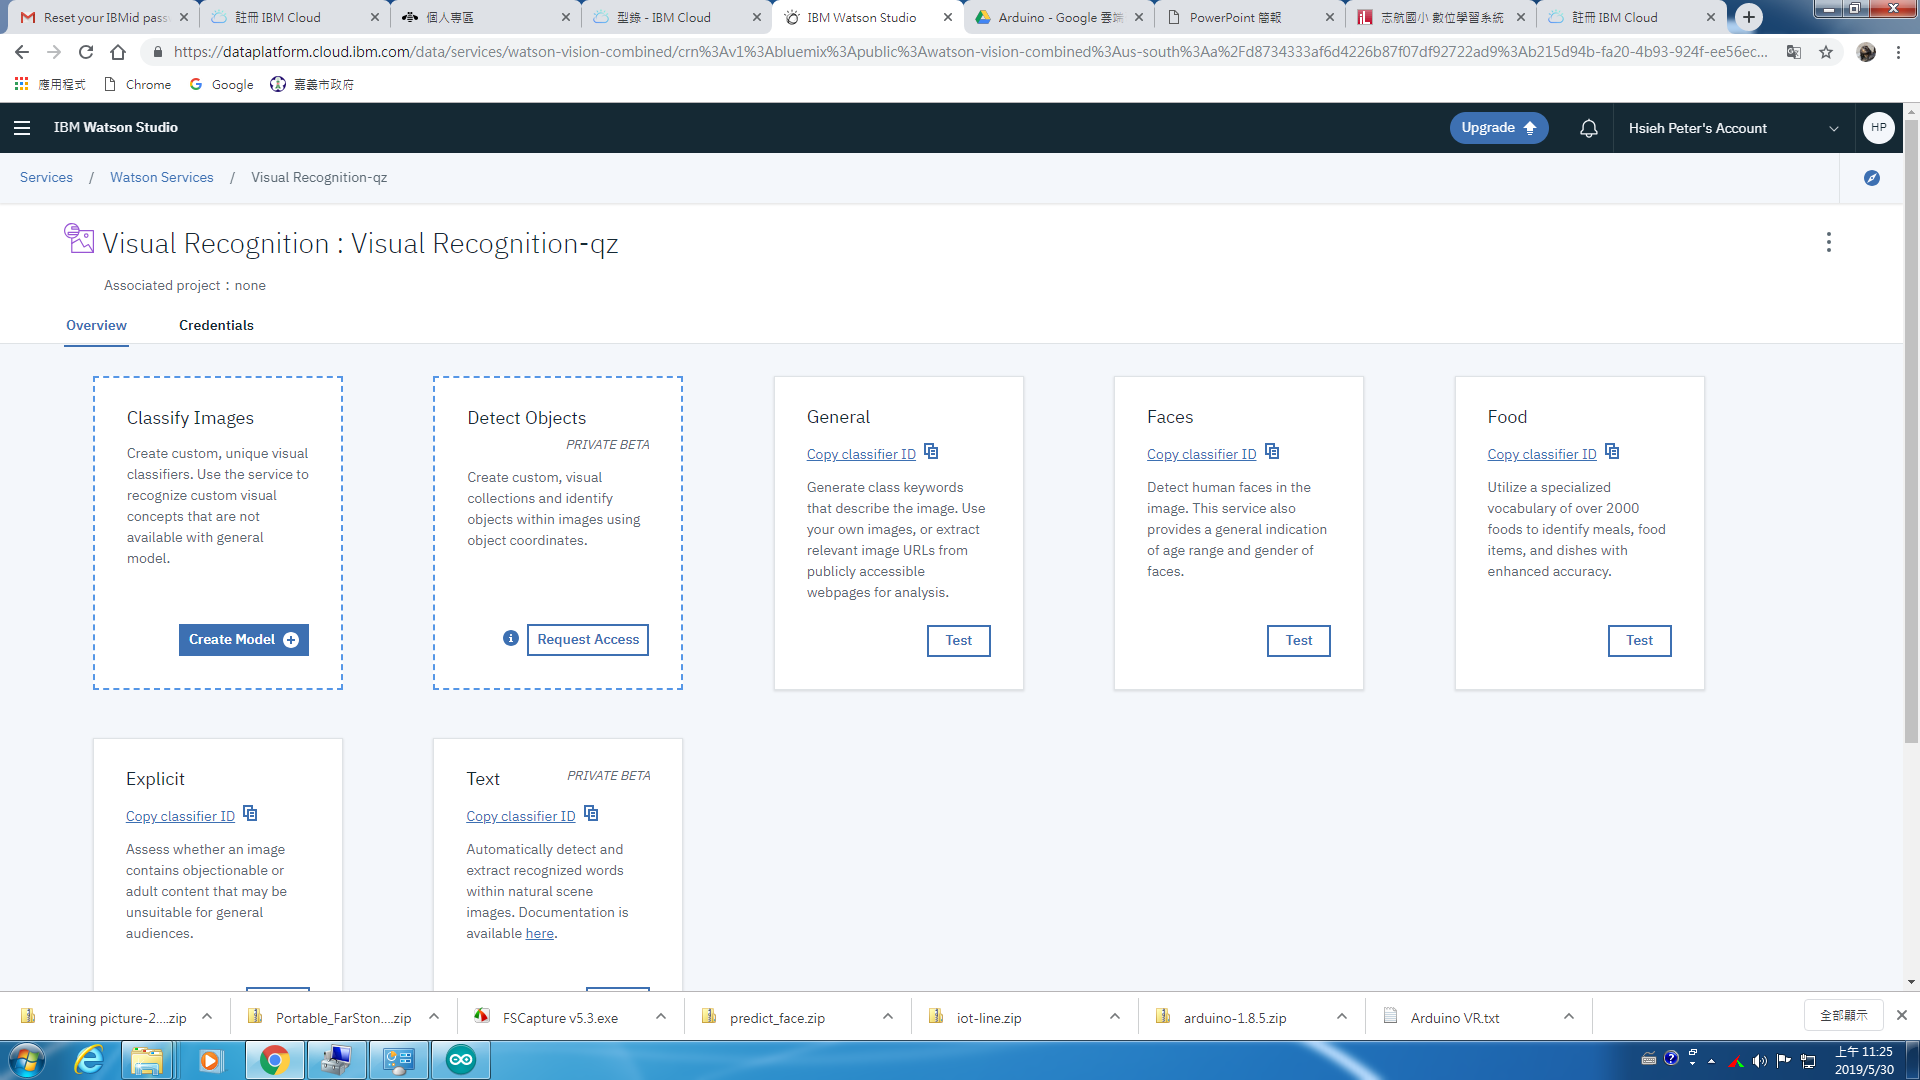 Reset your IBMid pass
註冊 IBM Cloud
個人專區
型錄 - IBM Cloud
IBM Watson Studio
Arduino - Google 雲端
PowerPoint 簡報
志航國小 數位學習系統
註冊 IBM Cloud
https://dataplatform.cloud.ibm.com/data/services/watson-vision-combined/crn%3Av1%3Abluemix%3Apublic%3Awatson-vision-combined%3Aus-south%3Aa%2Fd8734333af6d4226b87f07df92722ad9%3Ab215d94b-fa20-4b93-924f-ee56ec...
應用程式
Chrome
Google
嘉義市政府
IBM Watson Studio
Upgrade
Hsieh Peter's Account
HP
Services / Watson Services / Visual Recognition-qz
Visual Recognition : Visual Recognition-qz
Associated project : none
Overview
Credentials
Classify Images
Create custom, unique visual
classifiers. Use the service to
recognize custom visual
concepts that are not
available with general
model.
Create Model
Detect Objects
PRIVATE BETA
Create custom, visual
collections and identify
objects within images using
object coordinates.
Request Access
General
Copy classifier ID
Generate class keywords
that describe the image. Use
your own images, or extract
relevant image URLs from
publicly accessible
webpages for analysis.
Test
Faces
Copy classifier ID
Detect human faces in the
image. This service also
provides a general indication
of age range and gender of
faces.
Test
Food
Copy classifier ID
Utilize a specialized
vocabulary of over 2000
foods to identify meals, food
items, and dishes with
enhanced accuracy.
Test
Explicit
Copy classifier ID
Assess whether an image
contains objectionable or
adult content that may be
unsuitable for general
audiences.
Text
PRIVATE BETA
Copy classifier ID
Automatically detect and
extract recognized words
within natural scene
images. Documentation is
available here.
training picture-2....zip
Portable_FarSton....zip
FSCapture v5.3.exe
predict_face.zip
iot-line.zip
arduino-1.8.5.zip
Arduino VR.txt
全部顯示
上午 11:25
2019/5/30